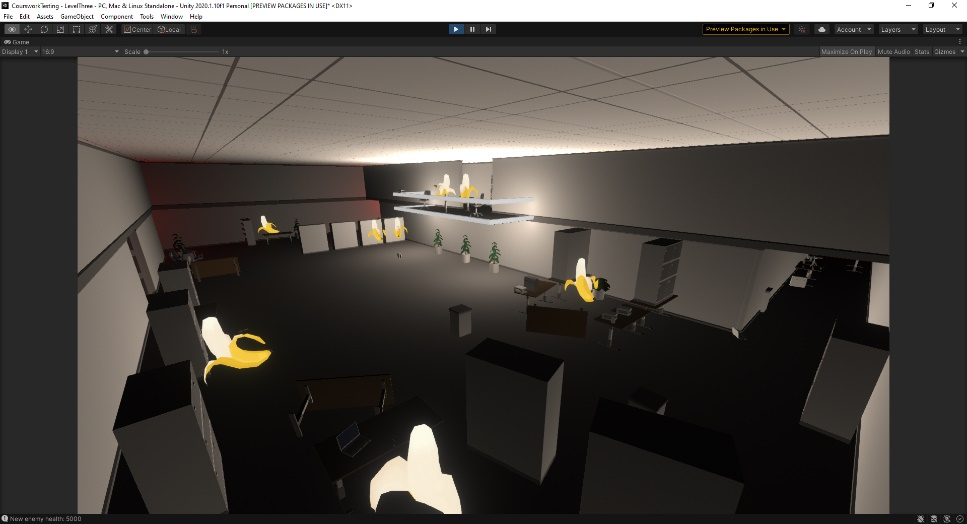 CoursworkTesting - LevelThree - PC, Mac & Linux Standalone - Unity 2020.1.10f1 Personal [PREVIEW PACKAGES IN USE]* <DX11>
File Edit Assets GameObject Component Tools Window Help
Center Local Preview Packages in Use Account Layers Layout
Game
Display 1 16:9 Scale 1x Maximize On Play Mute Audio Stats Gizmos
New enemy health: 5000